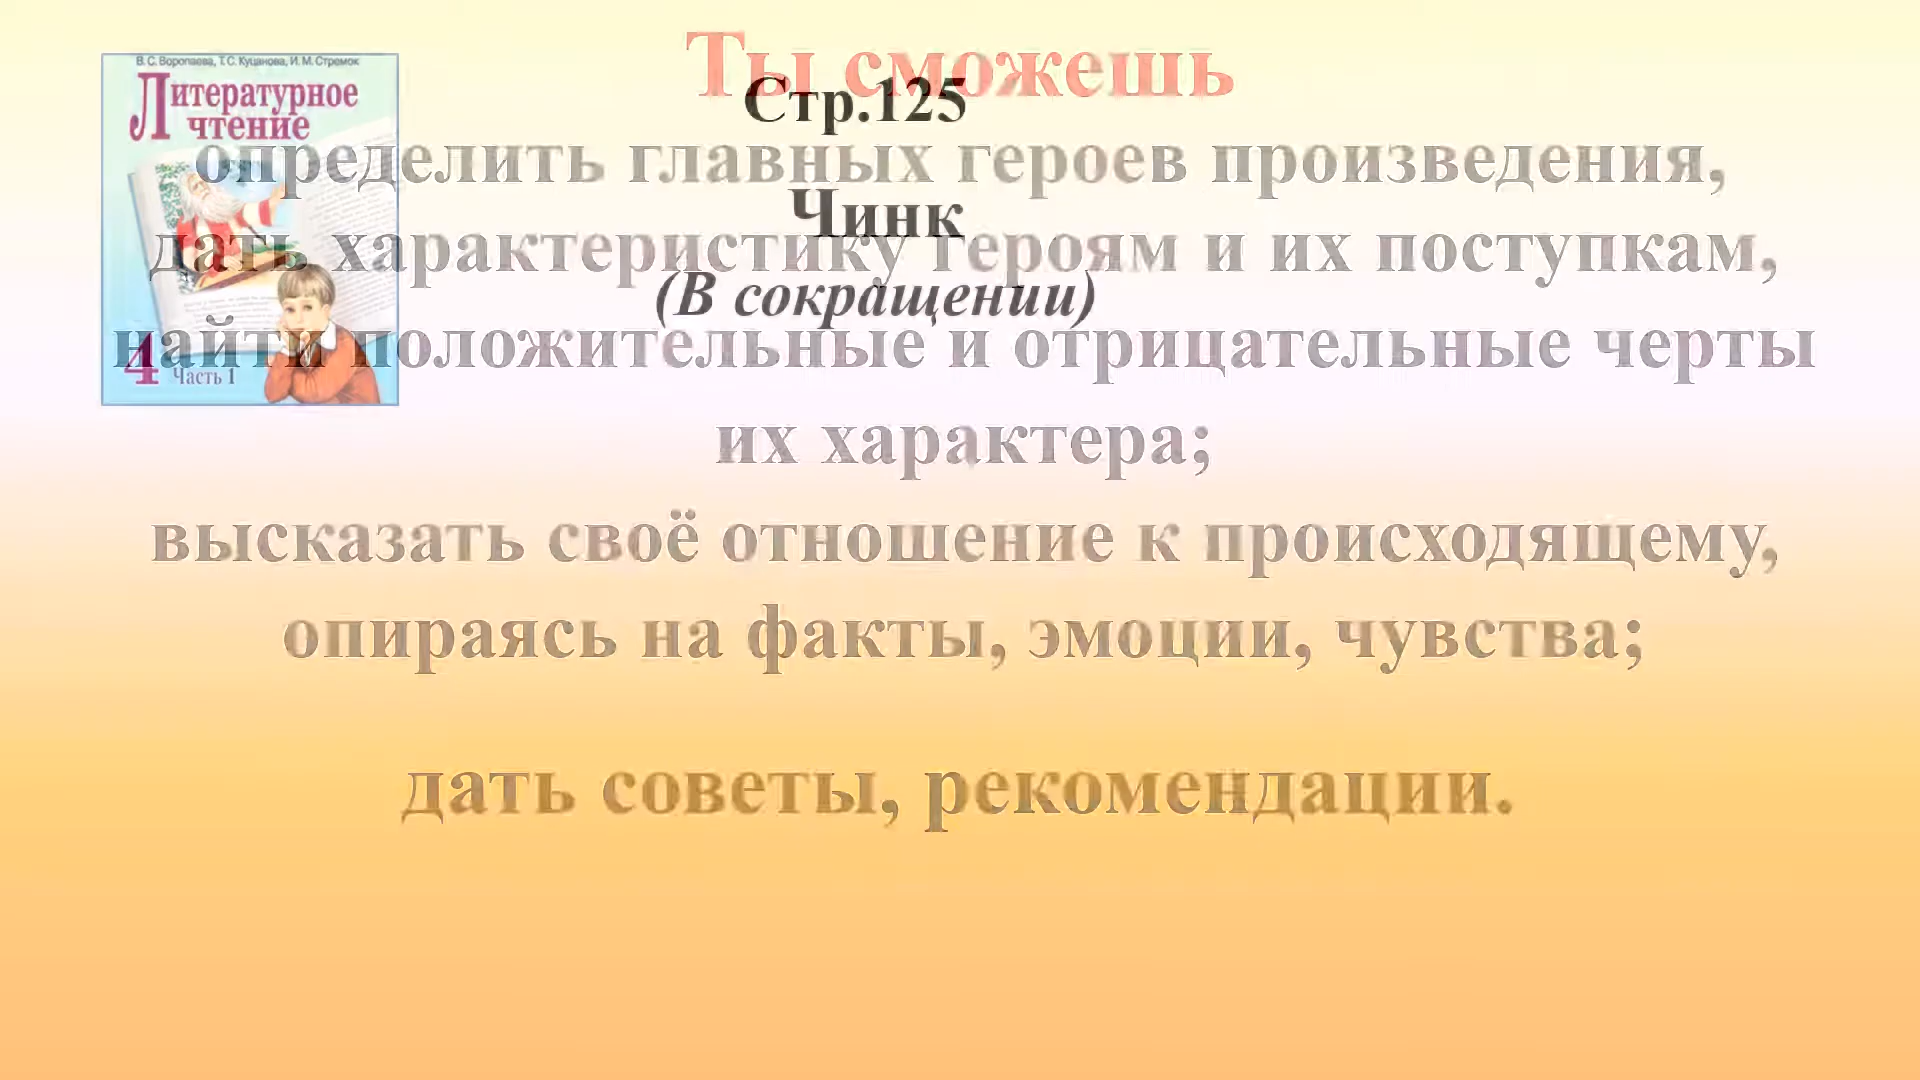 В. С. Воропаева, Т. С. Куцанова, И. М. Стремок
Литературное
чтение
4 Часть 1
Ты сможешь
Стр.125
определить главных героев произведения,
Чинк
дать характеристику героям и их поступкам,
(В сокращении)
найти положительные и отрицательные черты
их характера;
высказать своё отношение к происходящему,
опираясь на факты, эмоции, чувства;
дать советы, рекомендации.